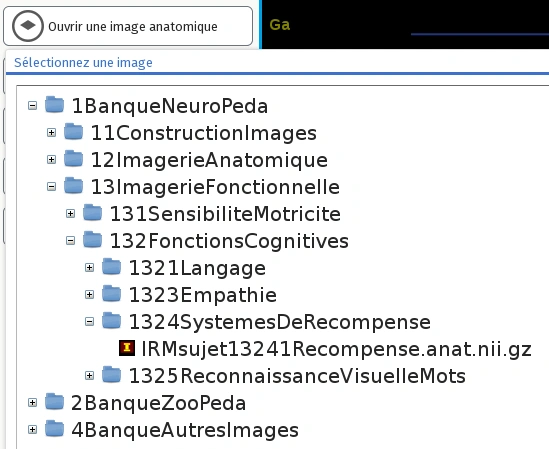 Ouvrir une image anatomique
Ga
Sélectionnez une image
1BanqueNeuroPeda
11ConstructionImages
12ImagerieAnatomique
13ImagerieFonctionnelle
131SensibiliteMotricite
132FonctionsCognitives
1321Langage
1323Empathie
1324SystemesDeRecompense
IRMsujet13241Recompense.anat.nii.gz
1325ReconnaissanceVisuelleMots
2BanqueZooPeda
4BanqueAutresImages